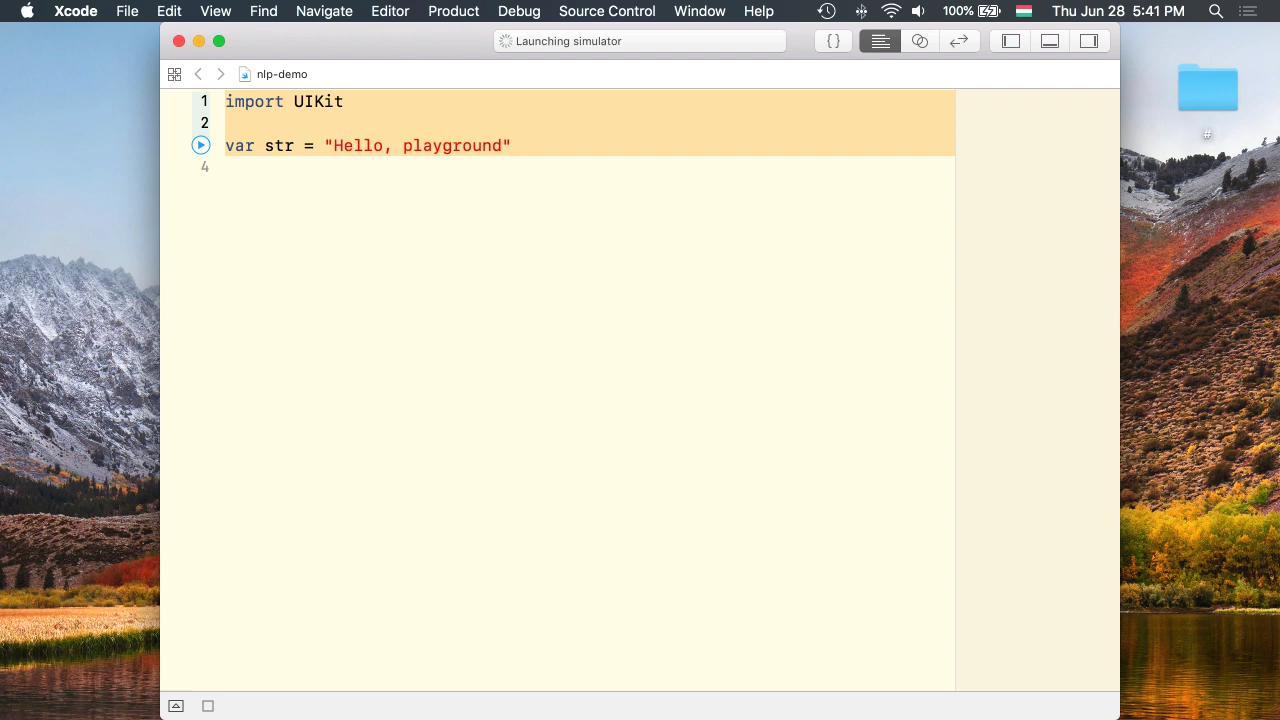 Xcode File Edit View Find Navigate Editor Product Debug Source Control Window Help 100% Thu Jun 28 5:41 PM
{} Launching simulator
nlp-demo
#
1 import UIKit
2
var str = "Hello, playground"
4